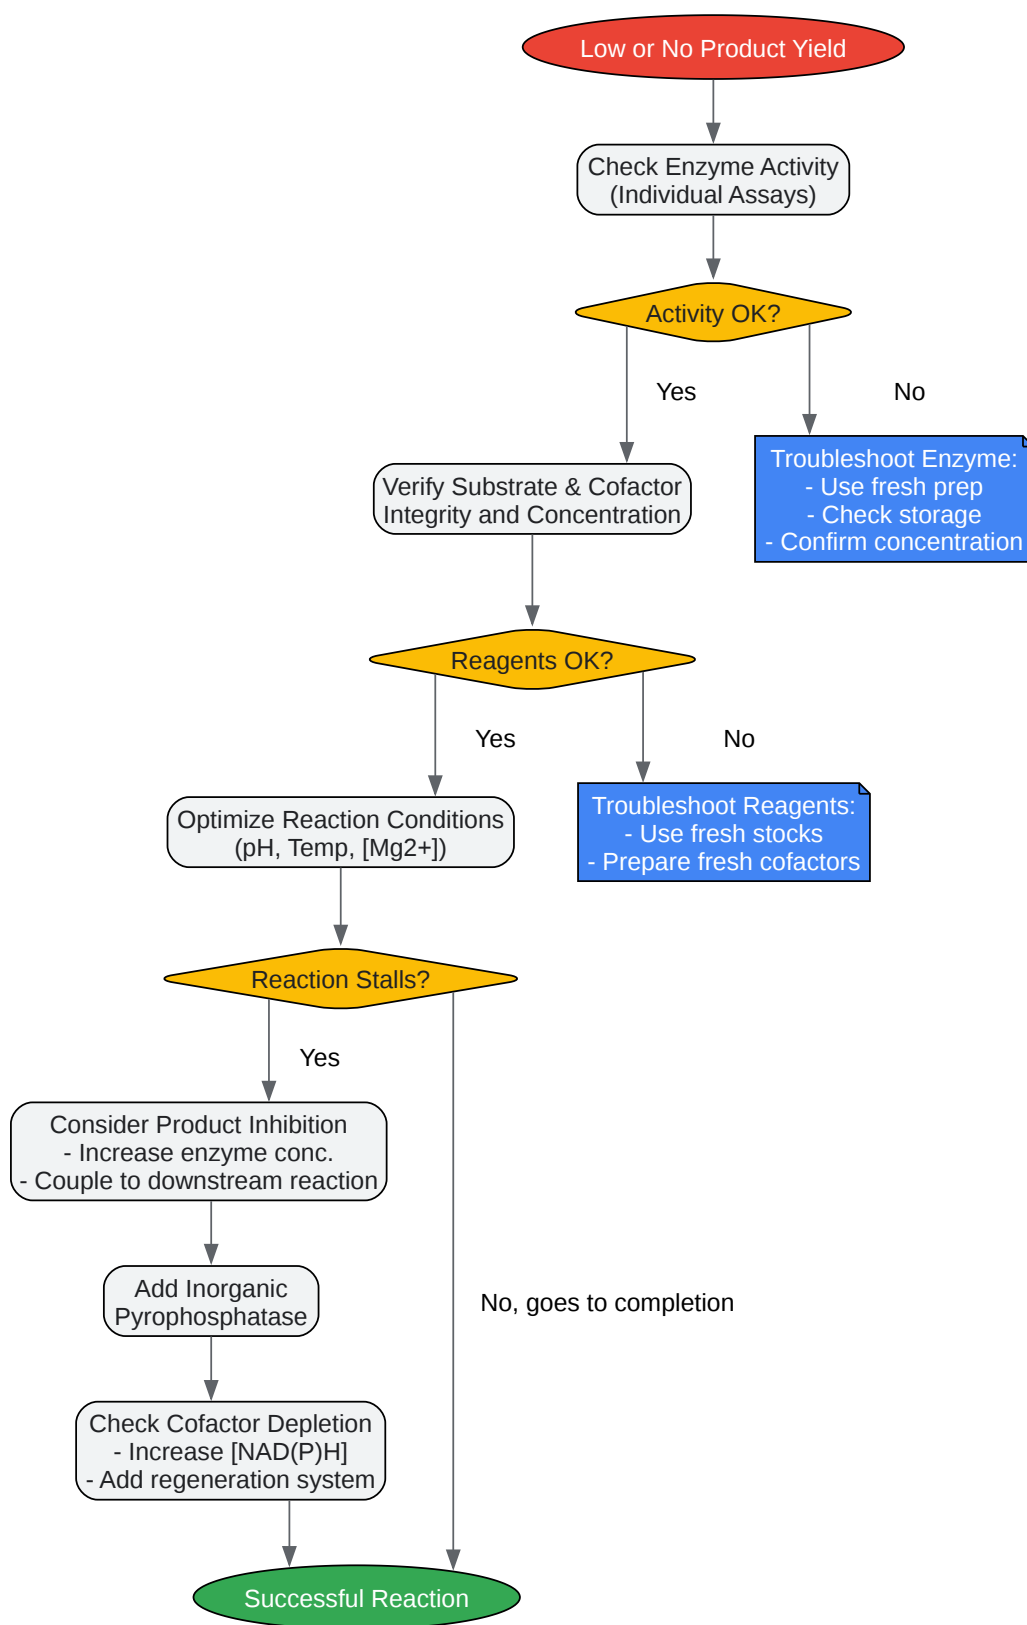 Low or No Product Yield
Check Enzyme Activity
(Individual Assays)
Activity OK?
Yes
No
Troubleshoot Enzyme:
- Use fresh prep
- Check storage
- Confirm concentration
Verify Substrate & Cofactor
Integrity and Concentration
Reagents OK?
Yes
No
Troubleshoot Reagents:
- Use fresh stocks
- Prepare fresh cofactors
Optimize Reaction Conditions
(pH, Temp, [Mg2+])
Reaction Stalls?
Yes
Consider Product Inhibition
- Increase enzyme conc.
- Couple to downstream reaction
Add Inorganic
Pyrophosphatase
No, goes to completion
Check Cofactor Depletion
- Increase [NAD(P)H]
- Add regeneration system
Successful Reaction